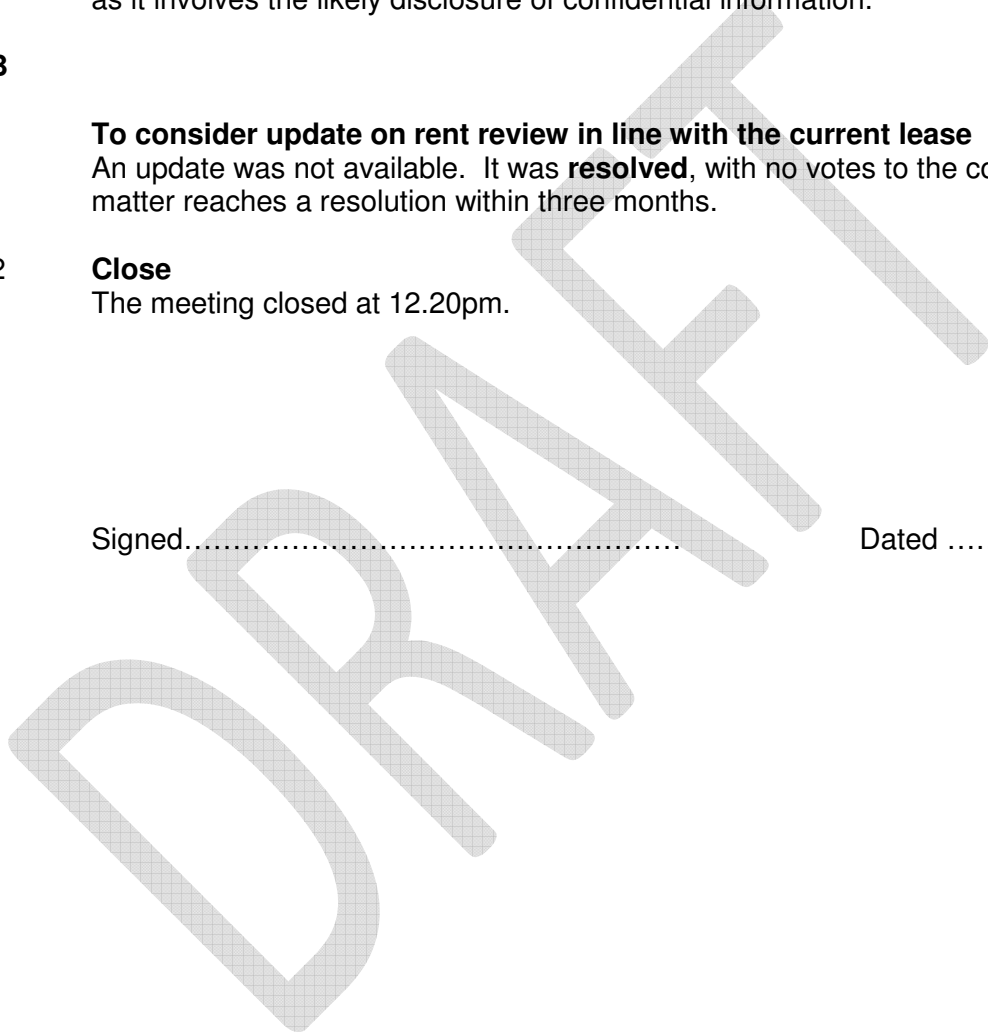 as it involves the likely disclosure of confidential information.
To consider update on rent review in line with the current lease
An update was not available.  It was resolved, with no votes to the
matter reaches a resolution within three months.
2 Close
The meeting closed at 12.20pm.
Signed……………………………………………. Dated ….
DRAFT